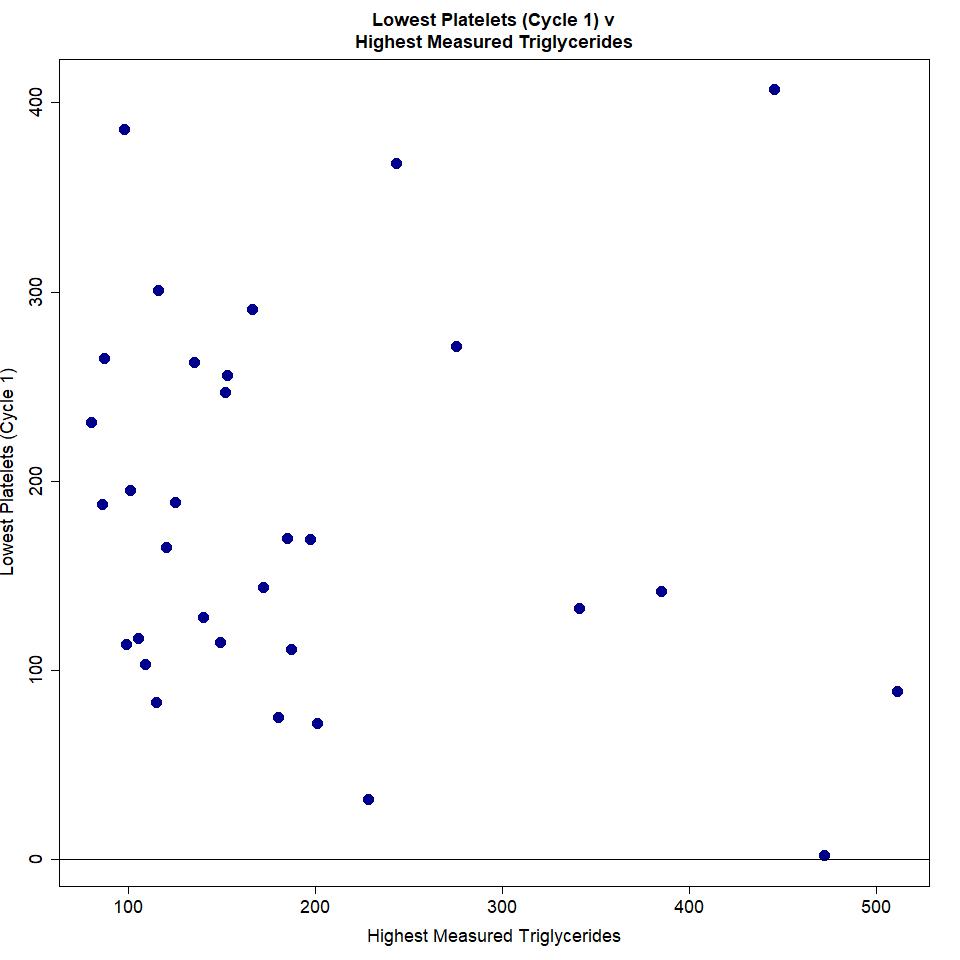 Lowest Platelets (Cycle 1) v
Highest Measured Triglycerides
400
300
200
100
0
Lowest Platelets (Cycle 1)
100 200 300 400 500
Highest Measured Triglycerides